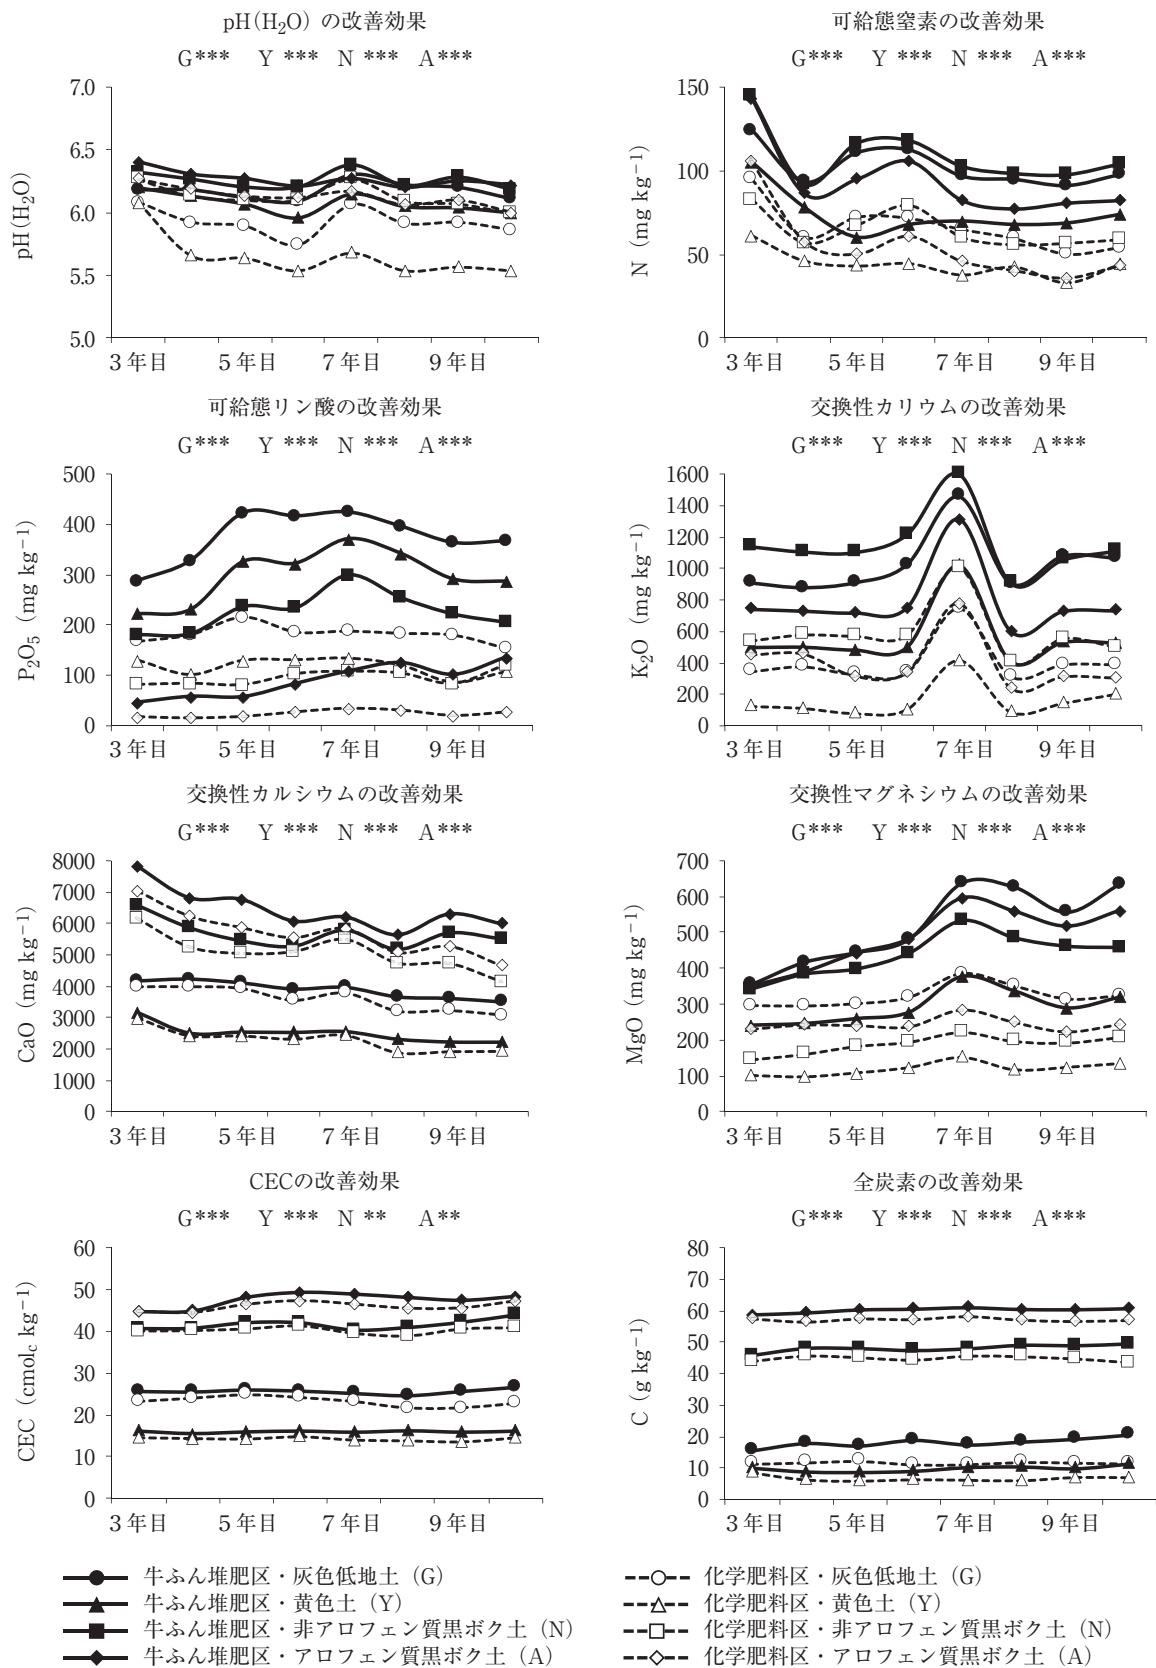 pH(H₂O) の改善効果
G*** Y *** N *** A***
7.0
6.5
6.0
5.5
5.0
pH(H₂O)
3年目 5年目 7年目 9年目
可給態窒素の改善効果
G*** Y *** N *** A***
150
100
50
0
N (mg kg⁻¹)
3年目 5年目 7年目 9年目
可給態リン酸の改善効果
G*** Y *** N *** A***
500
400
300
200
100
0
P₂O₅ (mg kg⁻¹)
3年目 5年目 7年目 9年目
交換性カリウムの改善効果
G*** Y *** N *** A***
1600
1400
1200
1000
800
600
400
200
0
K₂O (mg kg⁻¹)
3年目 5年目 7年目 9年目
交換性カルシウムの改善効果
G*** Y *** N *** A***
8000
7000
6000
5000
4000
3000
2000
1000
0
CaO (mg kg⁻¹)
3年目 5年目 7年目 9年目
交換性マグネシウムの改善効果
G*** Y *** N *** A***
700
600
500
400
300
200
100
0
MgO (mg kg⁻¹)
3年目 5年目 7年目 9年目
CECの改善効果
G*** Y *** N ** A**
60
50
40
30
20
10
0
CEC (cmol꜀ kg⁻¹)
3年目 5年目 7年目 9年目
全炭素の改善効果
G*** Y *** N *** A***
80
70
60
50
40
30
20
10
0
C (g kg⁻¹)
3年目 5年目 7年目 9年目
牛ふん堆肥区・灰色低地土 (G)
牛ふん堆肥区・黄色土 (Y)
牛ふん堆肥区・非アロフェン質黒ボク土 (N)
牛ふん堆肥区・アロフェン質黒ボク土 (A)
化学肥料区・灰色低地土 (G)
化学肥料区・黄色土 (Y)
化学肥料区・非アロフェン質黒ボク土 (N)
化学肥料区・アロフェン質黒ボク土 (A)